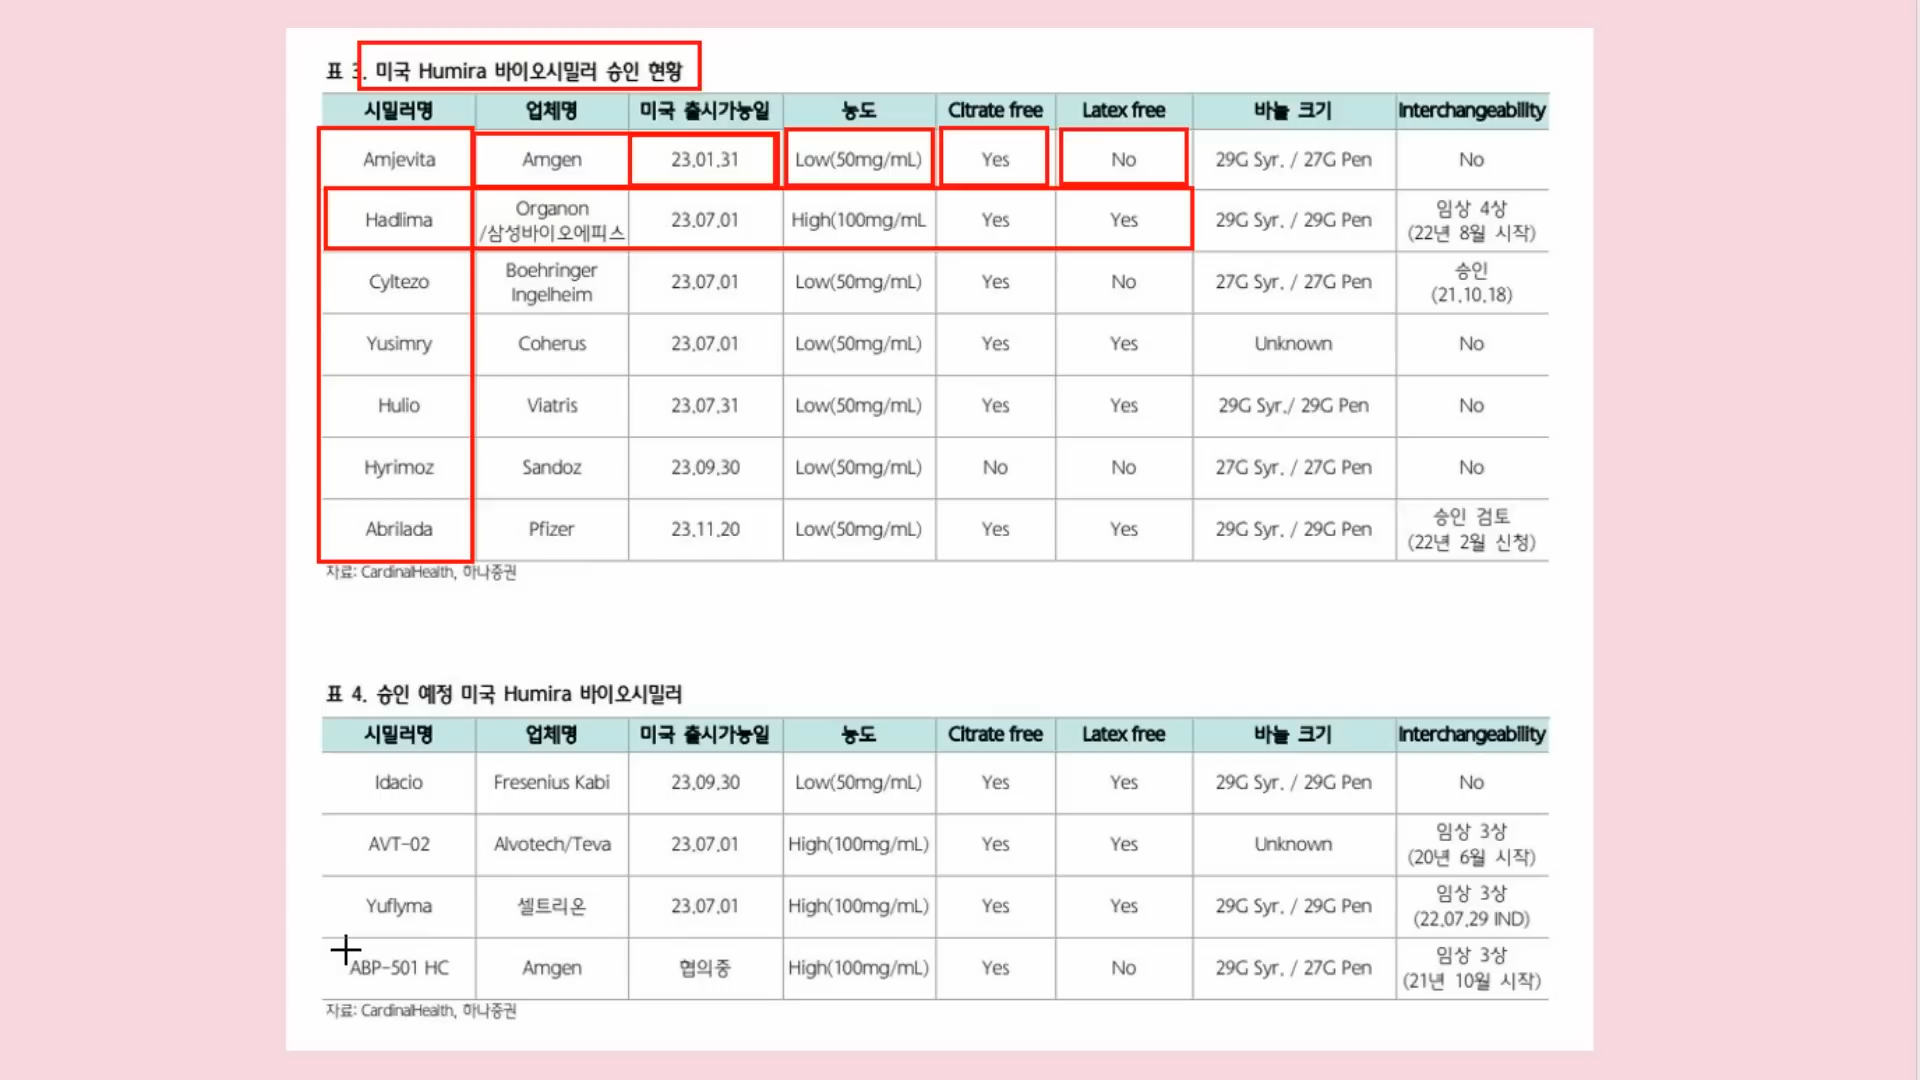 표 3. 미국 Humira 바이오시밀러 승인 현황
시밀러명 업체명 미국 출시가능일 농도 Citrate free Latex free 바늘 크기 Interchangeability
Amjevita Amgen 23.01.31 Low(50mg/mL) Yes No 29G Syr. / 27G Pen No
Hadlima Organon /삼성바이오에피스 23.07.01 High(100mg/mL Yes Yes 29G Syr. / 29G Pen 임상 4상 (22년 8월 시작)
Cyltezo Boehringer Ingelheim 23.07.01 Low(50mg/mL) Yes No 27G Syr. / 27G Pen 승인 (21.10.18)
Yusimry Coherus 23.07.01 Low(50mg/mL) Yes Yes Unknown No
Hulio Viatris 23.07.31 Low(50mg/mL) Yes Yes 29G Syr./ 29G Pen No
Hyrimoz Sandoz 23.09.30 Low(50mg/mL) No No 27G Syr. / 27G Pen No
Abrilada Pfizer 23.11.20 Low(50mg/mL) Yes Yes 29G Syr. / 29G Pen 승인 검토 (22년 2월 신청)
자료: CardinalHealth, 하나증권
표 4. 승인 예정 미국 Humira 바이오시밀러
시밀러명 업체명 미국 출시가능일 농도 Citrate free Latex free 바늘 크기 Interchangeability
Idacio Fresenius Kabi 23.09.30 Low(50mg/mL) Yes Yes 29G Syr. / 29G Pen No
AVT-02 Alvotech/Teva 23.07.01 High(100mg/mL) Yes Yes Unknown 임상 3상 (20년 6월 시작)
Yuflyma 셀트리온 23.07.01 High(100mg/mL) Yes Yes 29G Syr. / 29G Pen 임상 3상 (22.07.29 IND)
ABP-501 HC Amgen 협의중 High(100mg/mL) Yes No 29G Syr. / 27G Pen 임상 3상 (21년 10월 시작)
자료: CardinalHealth, 하나증권